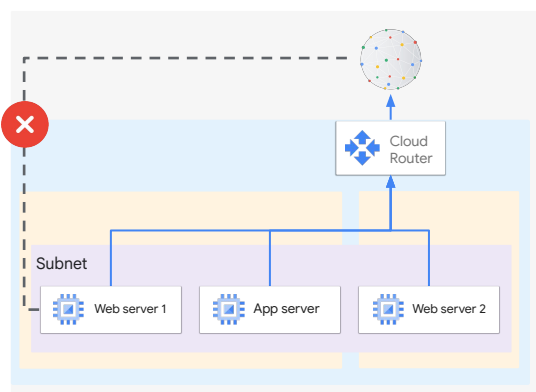 Cloud
Router
Subnet
Web server 1
App server
Web server 2